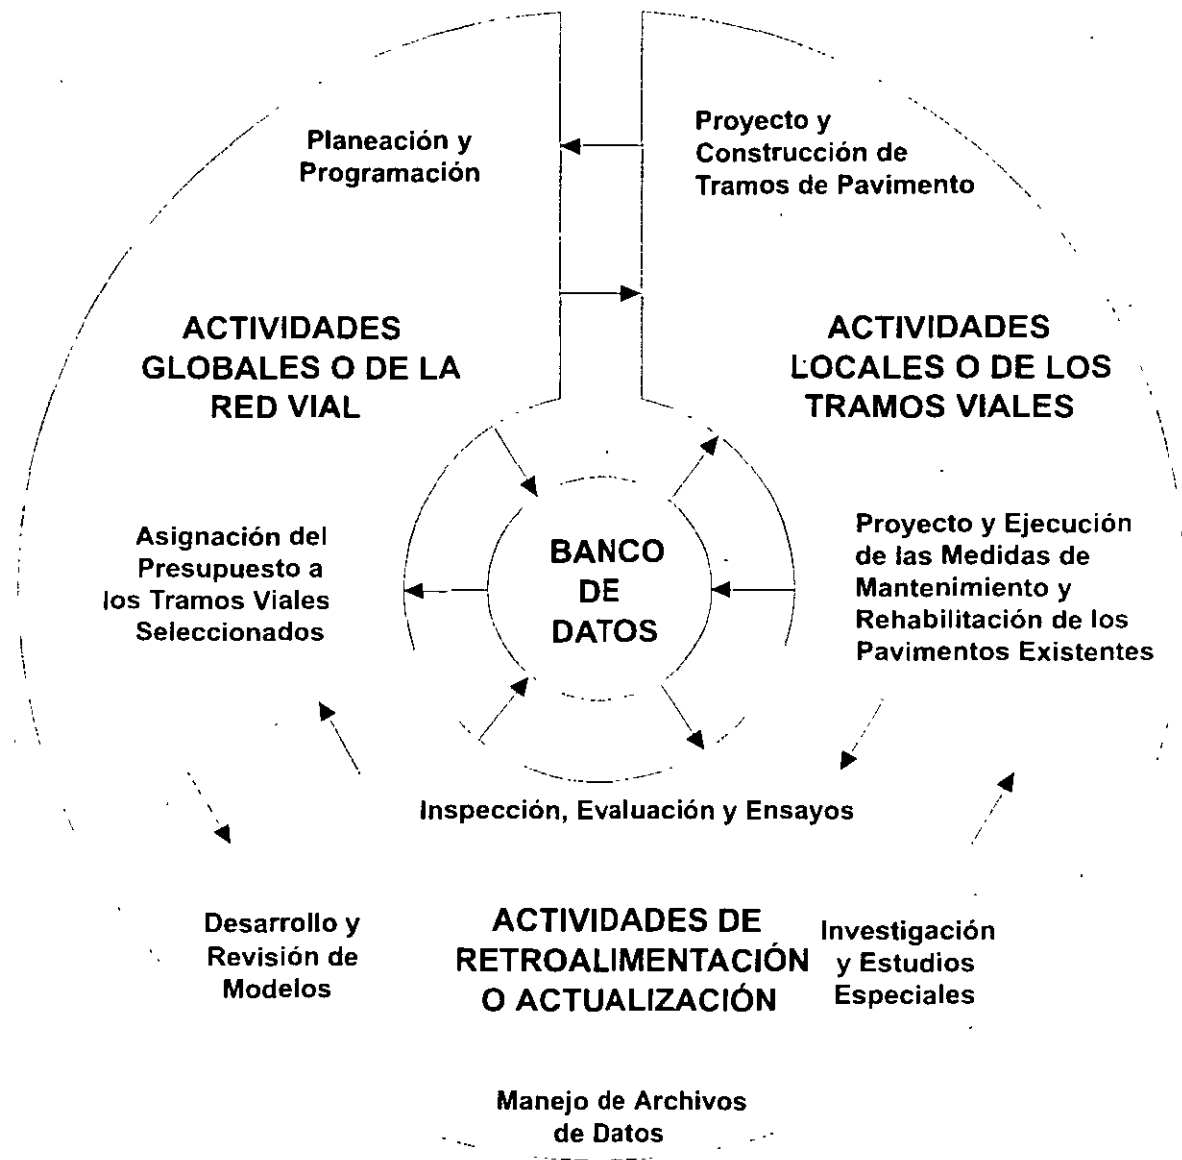 Planeación y
Programación
Proyecto y
Construcción de
Tramos de Pavimento
ACTIVIDADES
GLOBALES O DE LA
RED VIAL
ACTIVIDADES
LOCALES O DE LOS
TRAMOS VIALES
Asignación del
Presupuesto a
los Tramos Viales
Seleccionados
BANCO
DE
DATOS
Proyecto y Ejecución
de las Medidas de
Mantenimiento y
Rehabilitación de los
Pavimentos Existentes
Inspección, Evaluación y Ensayos
Desarrollo y
Revisión de
Modelos
ACTIVIDADES DE
RETROALIMENTACIÓN
O ACTUALIZACIÓN
Investigación
y Estudios
Especiales
Manejo de Archivos
de Datos